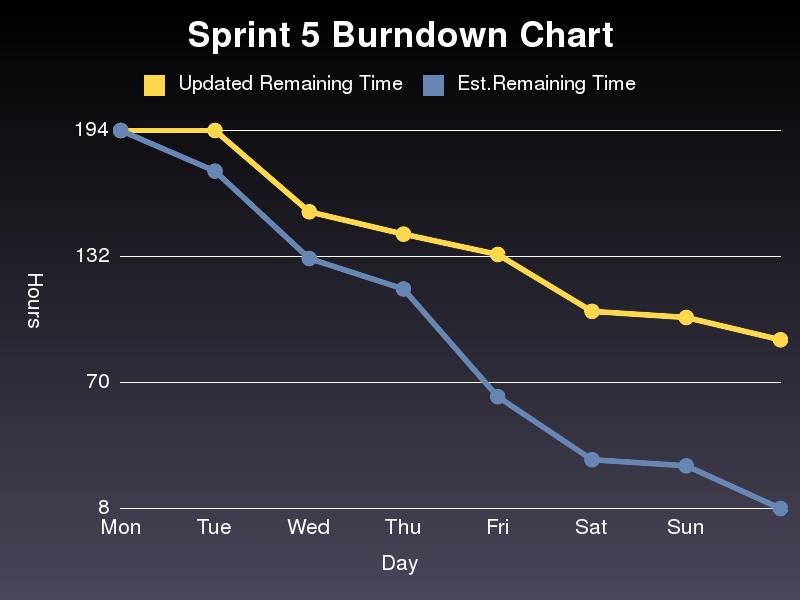 Sprint 5 Burndown Chart
Updated Remaining Time Est.Remaining Time
194
132
Hours
70
8
Mon Tue Wed Thu Fri Sat Sun
Day